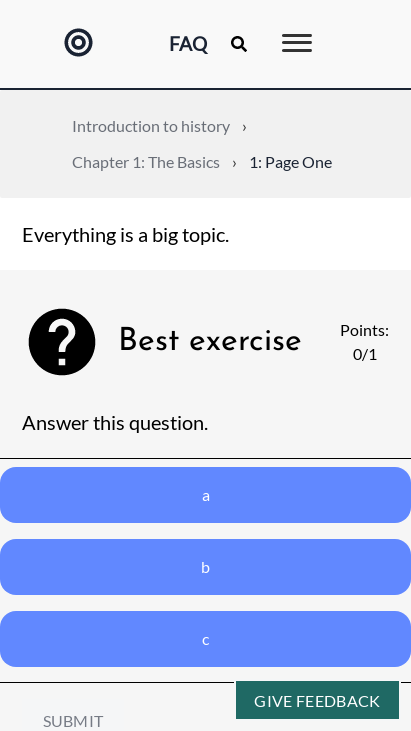 FAQ
Introduction to history ›
Chapter 1: The Basics › 1: Page One
Everything is a big topic.
Best exercise
Points:
0/1
Answer this question.
a
b
c
GIVE FEEDBACK
SUBMIT